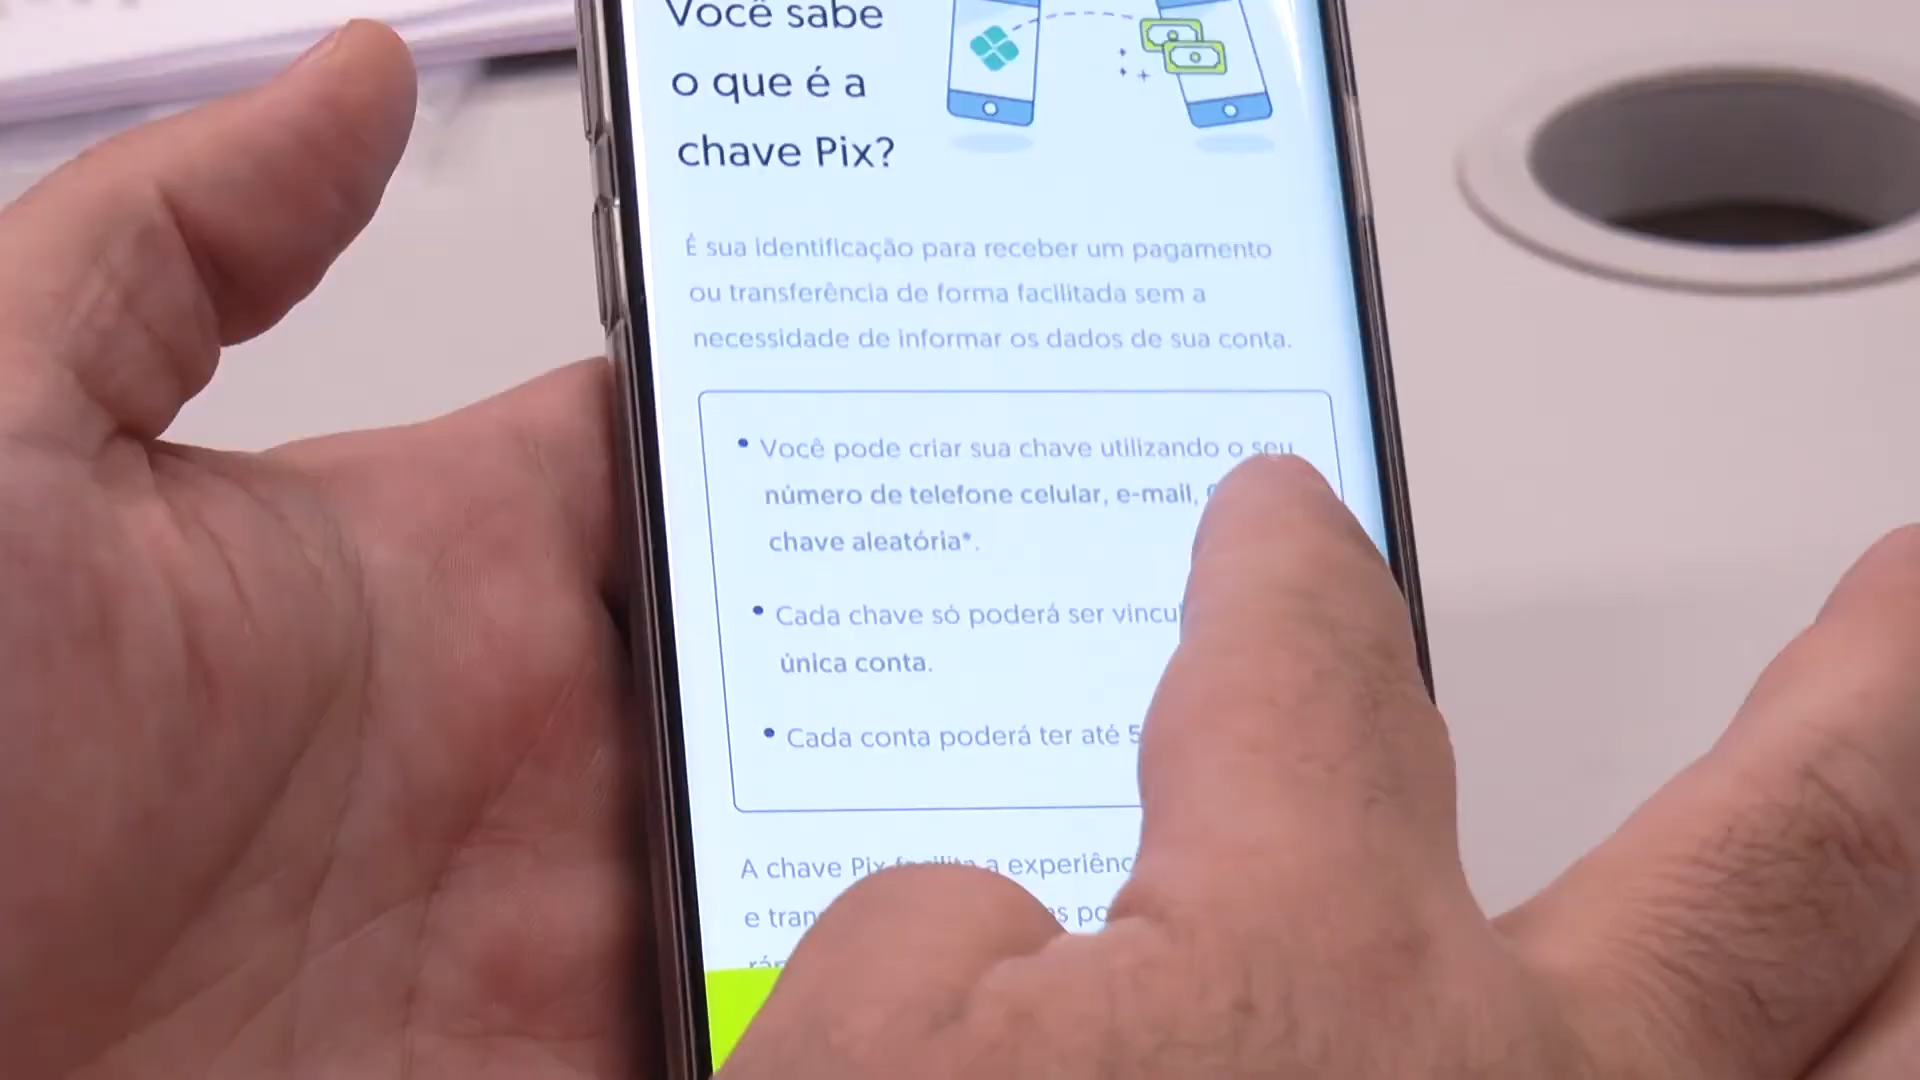 Você sabe
o que é a
chave Pix?
É sua identificação para receber um pagamento
ou transferência de forma facilitada sem a
necessidade de informar os dados de sua conta.
• Você pode criar sua chave utilizando o seu
número de telefone celular, e-mail,
chave aleatória*.
• Cada chave só poderá ser
única conta.
• Cada conta poderá ter até 5
A chave Pix a
e